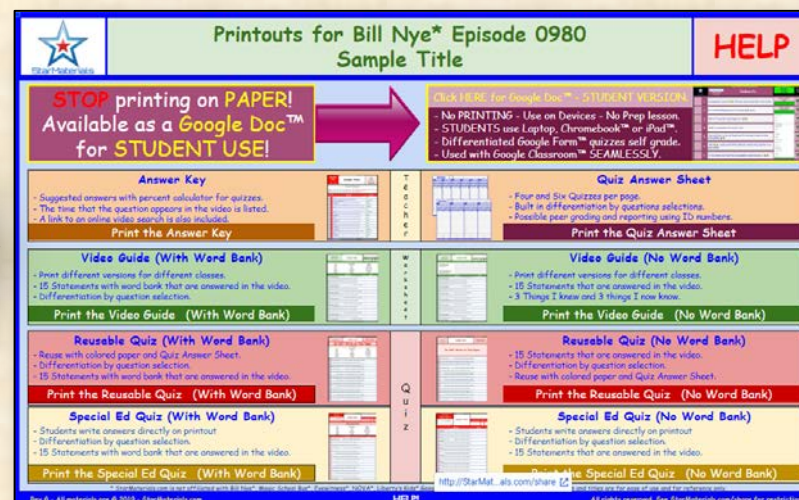 Printouts for Bill Nye* Episode 0980
Sample Title
StarMaterials
HELP
STOP printing on PAPER!
Available as a Google Doc™
for STUDENT USE!
Click HERE for Google Doc™ - STUDENT VERSION.
- No PRINTING - Use on Devices - No Prep lesson.
- STUDENTS use Laptop, Chromebook™ or iPad™.
- Differentiated Google Form™ quizzes self grade.
- Used with Google Classroom™ SEAMLESSLY.
Answer Key
- Suggested answers with percent calculator for quizzes.
- The time that the question appears in the video is listed.
- A link to an online video search is also included.
Print the Answer Key
Teacher
Quiz Answer Sheet
- Four and Six Quizzes per page.
- Built in differentiation by questions selections.
- Possible peer grading and reporting using ID numbers.
Print the Quiz Answer Sheet
Video Guide (With Word Bank)
- Print different versions for different classes.
- 15 Statements with word bank that are answered in the video.
- Differentiation by question selection.
Print the Video Guide (With Word Bank)
Worksheet
Video Guide (No Word Bank)
- Print different versions for different classes.
- 15 Statements that are answered in the video.
- 3 Things I knew and 3 things I now know.
Print the Video Guide (No Word Bank)
Reusable Quiz (With Word Bank)
- Reuse with colored paper and Quiz Answer Sheet.
- Differentiation by question selection.
- 15 Statements with word bank that are answered in the video.
Print the Reusable Quiz (With Word Bank)
Quiz
Reusable Quiz (No Word Bank)
- 15 Statements that are answered in the video.
- Differentiation by question selection.
- Reuse with colored paper and Quiz Answer Sheet.
Print the Reusable Quiz (No Word Bank)
Special Ed Quiz (With Word Bank)
- Students write answers directly on printout
- Differentiation by question selection.
- 15 Statements with word bank that are answered in the video.
Print the Special Ed Quiz (With Word Bank)
Special Ed Quiz (No Word Bank)
- Students write answers directly on printout
- Differentiation by question selection.
- 15 Statements that are answered in the video.
Print the Special Ed Quiz (No Word Bank)
http://StarMat...als.com/share
HELP!